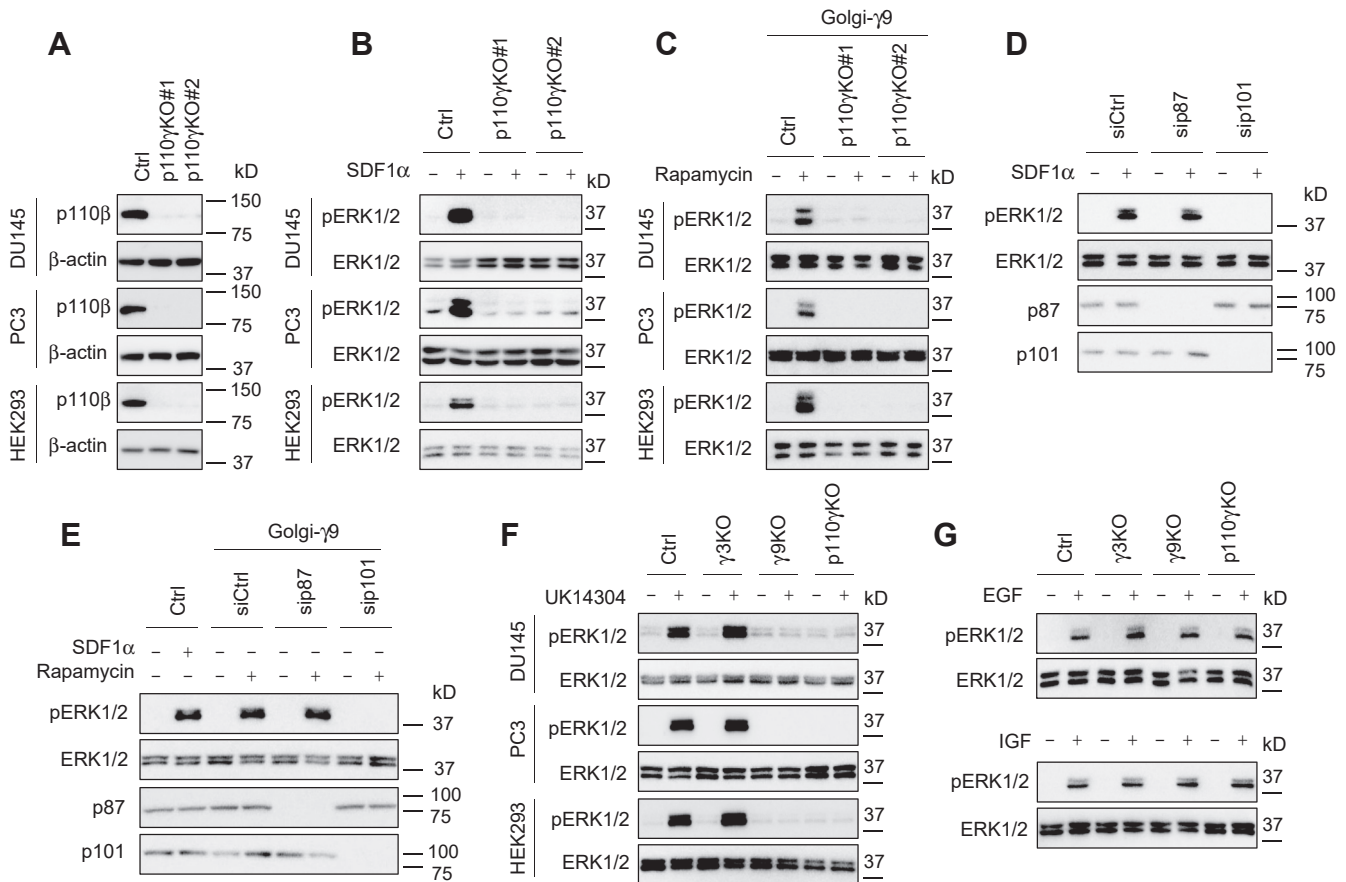 A
Ctrl
p110γKO#1
p110γKO#2
kD
DU145
p110β
150
75
β-actin
37
PC3
p110β
150
75
β-actin
37
HEK293
p110β
150
75
β-actin
37
B
Ctrl
p110γKO#1
p110γKO#2
SDF1α – + – + – + kD
DU145
pERK1/2 37
ERK1/2 37
PC3
pERK1/2 37
ERK1/2 37
HEK293
pERK1/2 37
ERK1/2 37
C
Golgi-γ9
Ctrl
p110γKO#1
p110γKO#2
Rapamycin – + – + – + kD
DU145
pERK1/2 37
ERK1/2 37
PC3
pERK1/2 37
ERK1/2 37
HEK293
pERK1/2 37
ERK1/2 37
D
siCtrl
sip87
sip101
SDF1α – + – + – +
kD
pERK1/2 37
ERK1/2 37
p87
100
75
p101
100
75
E
Golgi-γ9
Ctrl
siCtrl
sip87
sip101
SDF1α – + – – – – – –
Rapamycin – – – + – + – +
kD
pERK1/2 37
ERK1/2 37
p87
100
75
p101
100
75
F
Ctrl
γ3KO
γ9KO
p110γKO
UK14304 – + – + – + – + kD
DU145
pERK1/2 37
ERK1/2 37
PC3
pERK1/2 37
ERK1/2 37
HEK293
pERK1/2 37
ERK1/2 37
G
Ctrl
γ3KO
γ9KO
p110γKO
EGF – + – + – + – + kD
pERK1/2 37
ERK1/2 37
IGF – + – + – + – + kD
pERK1/2 37
ERK1/2 37